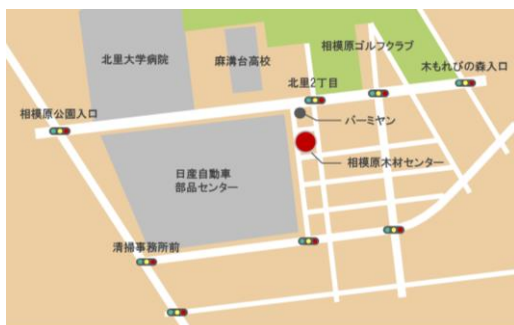 相模原ゴルフクラブ
北里大学病院
麻溝台高校
木もれびの森入口
北里2丁目
相模原公園入口
バーミヤン
相模原木材センター
日産自動車
部品センター
清掃事務所前